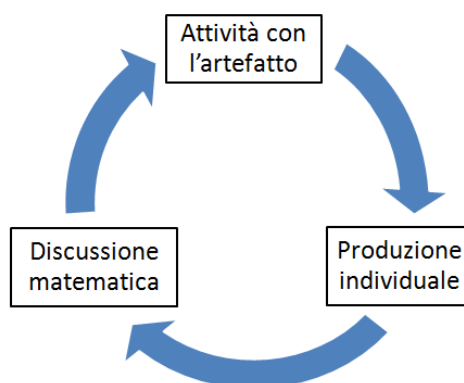 Attività con
l'artefatto
Produzione
individuale
Discussione
matematica